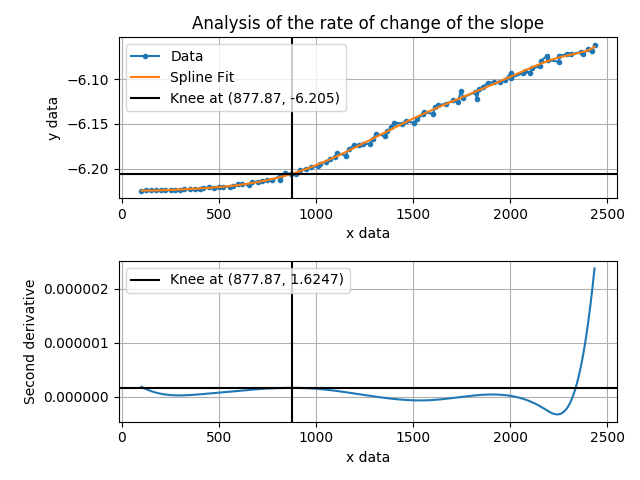 Analysis of the rate of change of the slope
Data
Spline Fit
Knee at (877.87, -6.205)
−6.10
−6.15
−6.20
y data
0
500
1000
1500
2000
2500
x data
Knee at (877.87, 1.6247)
0.000002
0.000001
0.000000
Second derivative
0
500
1000
1500
2000
2500
x data